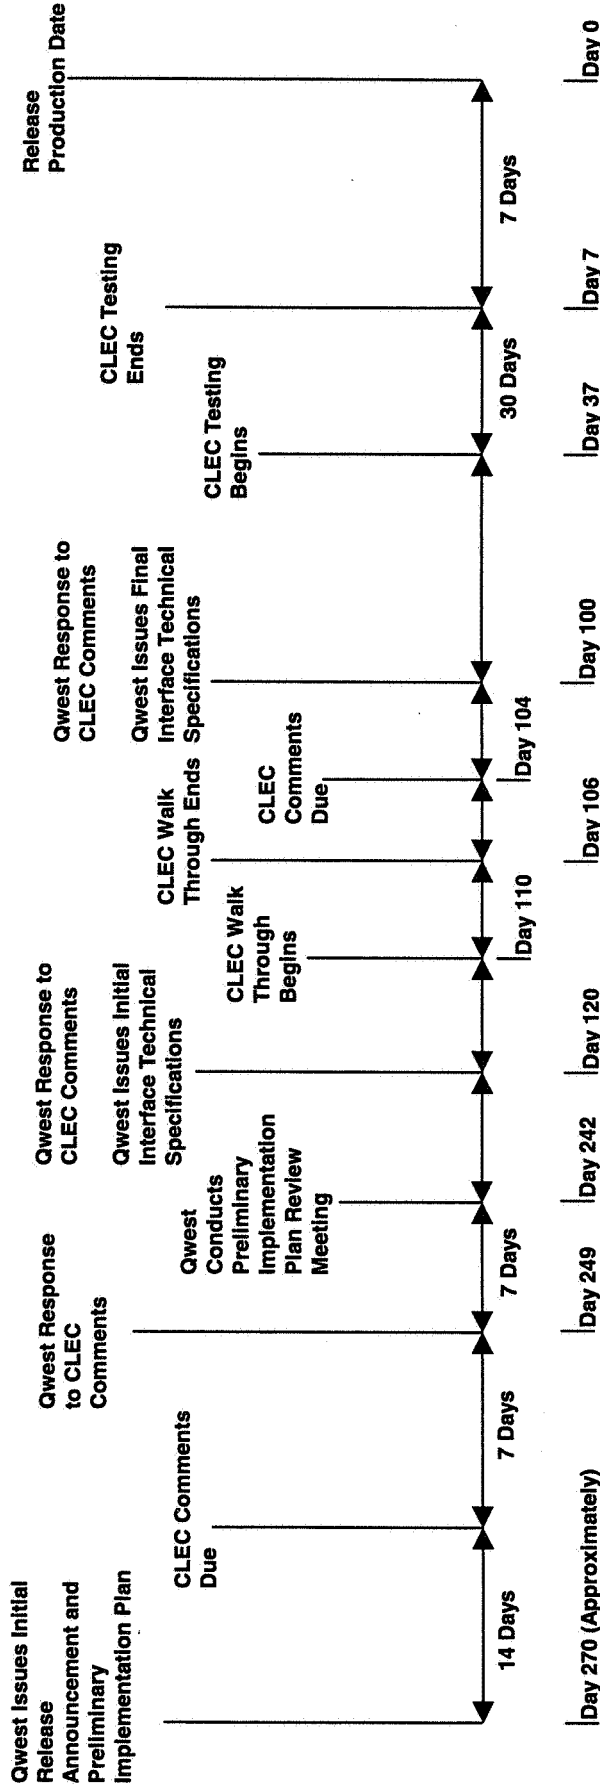 Qwest Issues Initial
Release
Announcement and
Preliminary
Implementation Plan
CLEC Comments
Due
Qwest Response
to CLEC
Comments
Qwest
Conducts
Preliminary
Implementation
Plan Review
Meeting
Qwest Response to
CLEC Comments
Qwest Issues Initial
Interface Technical
Specifications
CLEC Walk
Through
Begins
CLEC Walk
Through Ends
CLEC
Comments
Due
Qwest Response to
CLEC Comments
Qwest Issues Final
Interface Technical
Specifications
CLEC Testing
Begins
CLEC Testing
Ends
Release
Production Date
14 Days
7 Days
7 Days
30 Days
7 Days
Day 110
Day 104
Day 270 (Approximately)
Day 249
Day 242
Day 120
Day 106
Day 100
Day 37
Day 7
Day 0